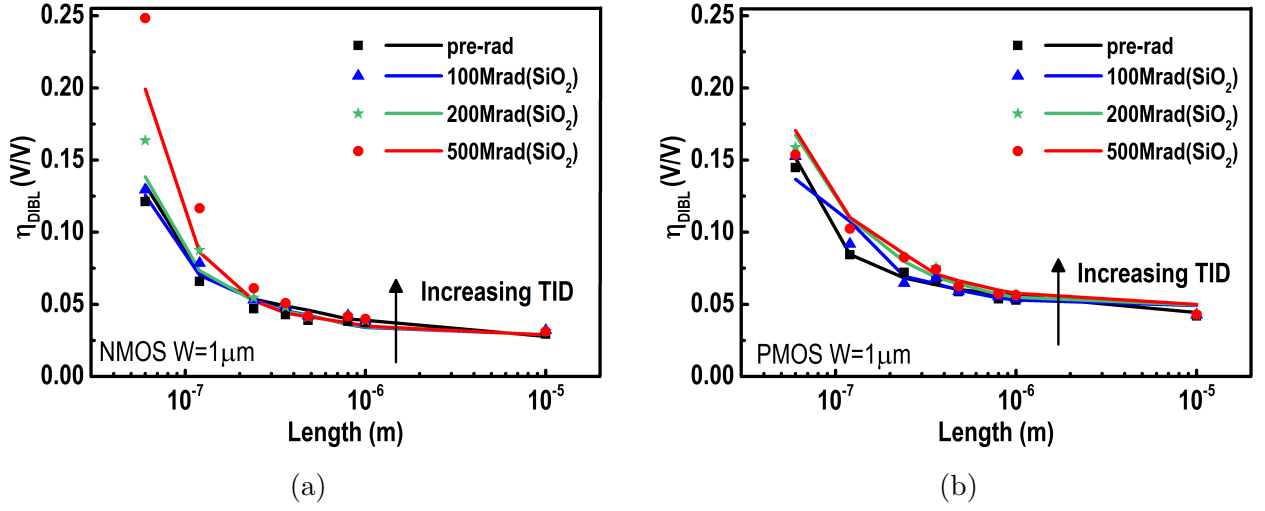 0.25
0.20
0.15
0.10
0.05
0.00
η_DIBL (V/V)
pre-rad
100Mrad(SiO₂)
200Mrad(SiO₂)
500Mrad(SiO₂)
Increasing TID
NMOS W=1μm
10⁻⁷
10⁻⁶
10⁻⁵
Length (m)
(a)
0.25
0.20
0.15
0.10
0.05
0.00
η_DIBL (V/V)
pre-rad
100Mrad(SiO₂)
200Mrad(SiO₂)
500Mrad(SiO₂)
Increasing TID
PMOS W=1μm
10⁻⁷
10⁻⁶
10⁻⁵
Length (m)
(b)